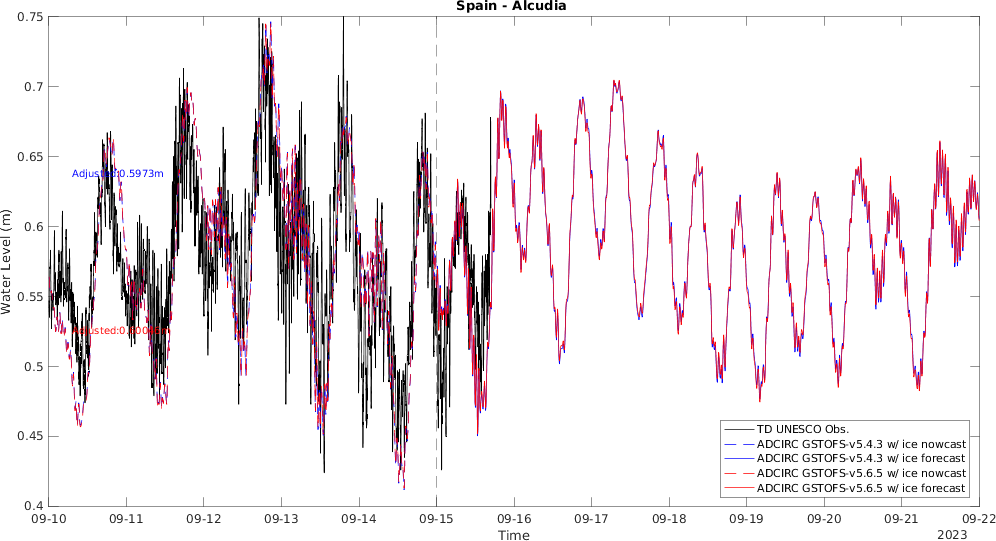 Spain - Alcudia
0.75
0.7
0.65
0.6
0.55
0.5
0.45
0.4
Water Level (m)
Adjusted:0.5973m
TD UNESCO Obs.
ADCIRC GSTOFS-v5.4.3 w/ ice nowcast
ADCIRC GSTOFS-v5.4.3 w/ ice forecast
ADCIRC GSTOFS-v5.6.5 w/ ice nowcast
ADCIRC GSTOFS-v5.6.5 w/ ice forecast
09-10 09-11 09-12 09-13 09-14 09-15 09-16 09-17 09-18 09-19 09-20 09-21 09-22
Time
2023